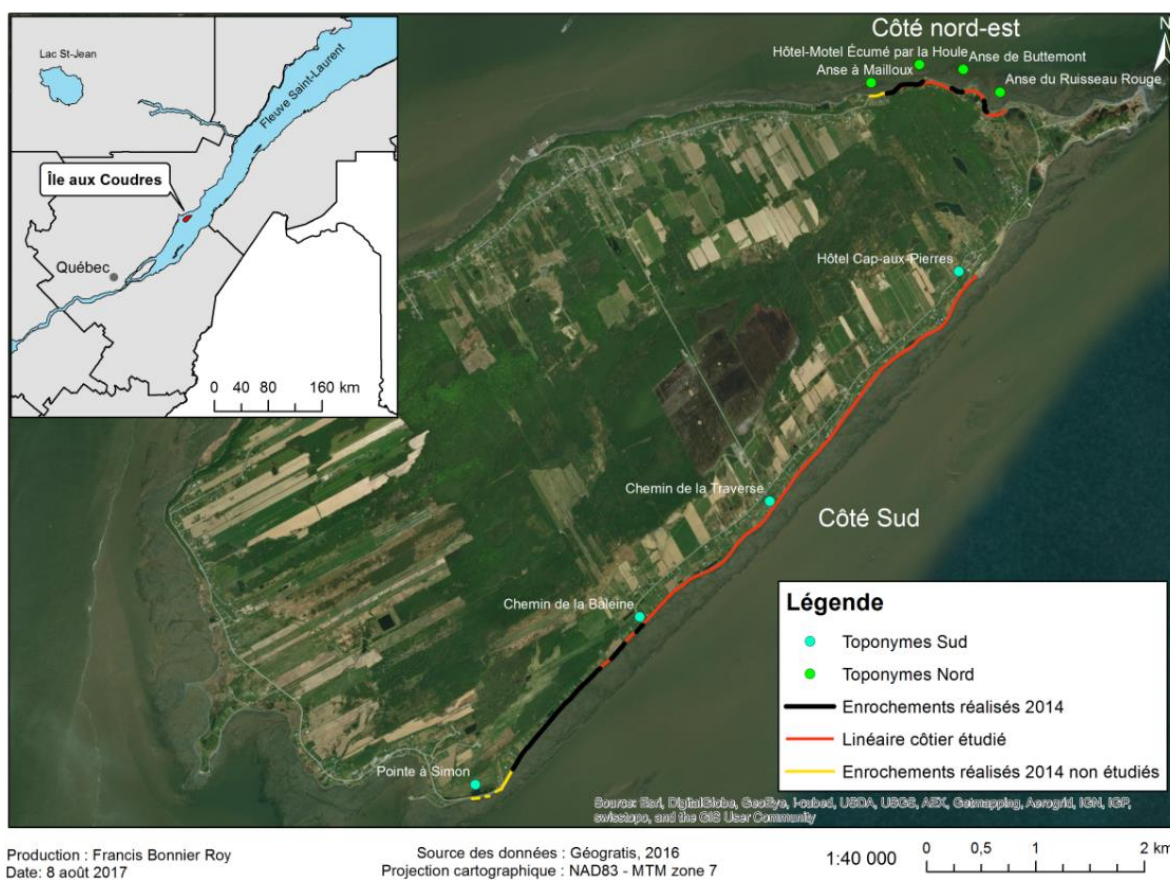 Lac St-Jean
Fleuve Saint-Laurent
Île aux Coudres
Québec
0 40 80 160 km
Côté nord-est
Hôtel-Motel Écumé par la Houle
Anse de Buttemont
Anse à Mailloux
Anse du Ruisseau Rouge
N
Hôtel Cap-aux-Pierres
Chemin de la Traverse
Côté Sud
Chemin de la Baleine
Pointe à Simon
Légende
Toponymes Sud
Toponymes Nord
Enrochements réalisés 2014
Linéaire côtier étudié
Enrochements réalisés 2014 non étudiés
Source: Esri, DigitalGlobe, GeoEye, i-cubed, USDA, USGS, AEX, Getmapping, Aerogrid, IGN, IGP,
swisstopo, and the GIS User Community
Production : Francis Bonnier Roy
Date: 8 août 2017
Source des données : Géogratis, 2016
Projection cartographique : NAD83 - MTM zone 7
1:40 000
0 0,5 1 2 km